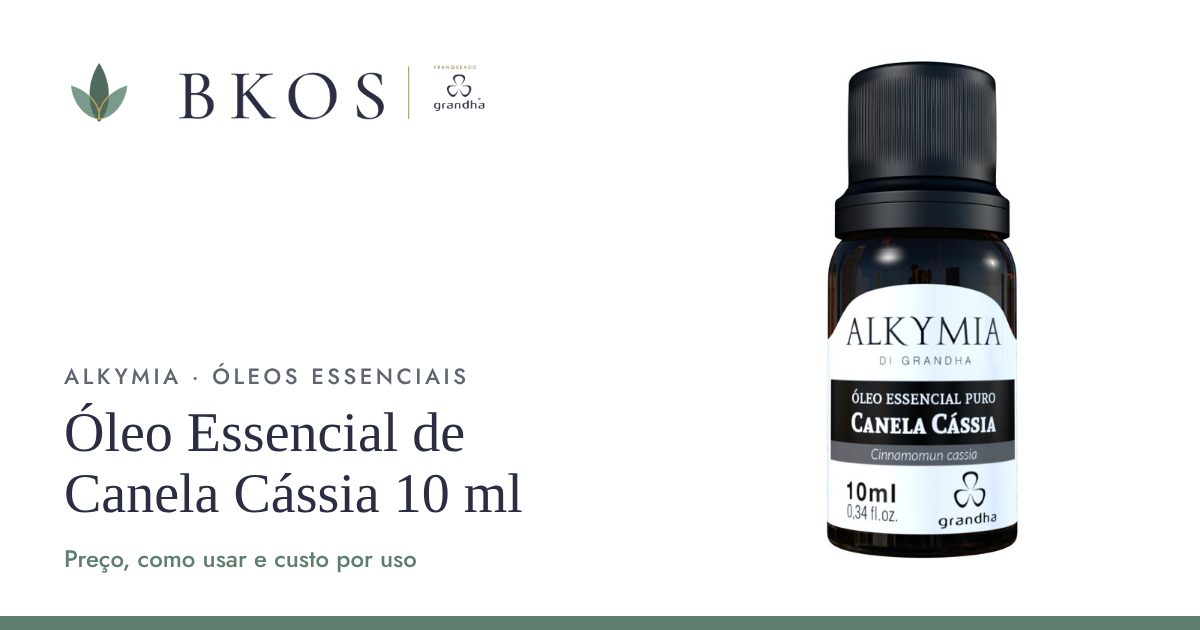 BKOS
FRANQUEADO
grandha
ALKYMIA · ÓLEOS ESSENCIAIS
Óleo Essencial de
Canela Cássia 10 ml
Preço, como usar e custo por uso
ALKYMIA
DI GRANDHA
ÓLEO ESSENCIAL PURO
CANELA CÁSSIA
Cinnamomun cassia
10ml
0,34 fl.oz.
grandha